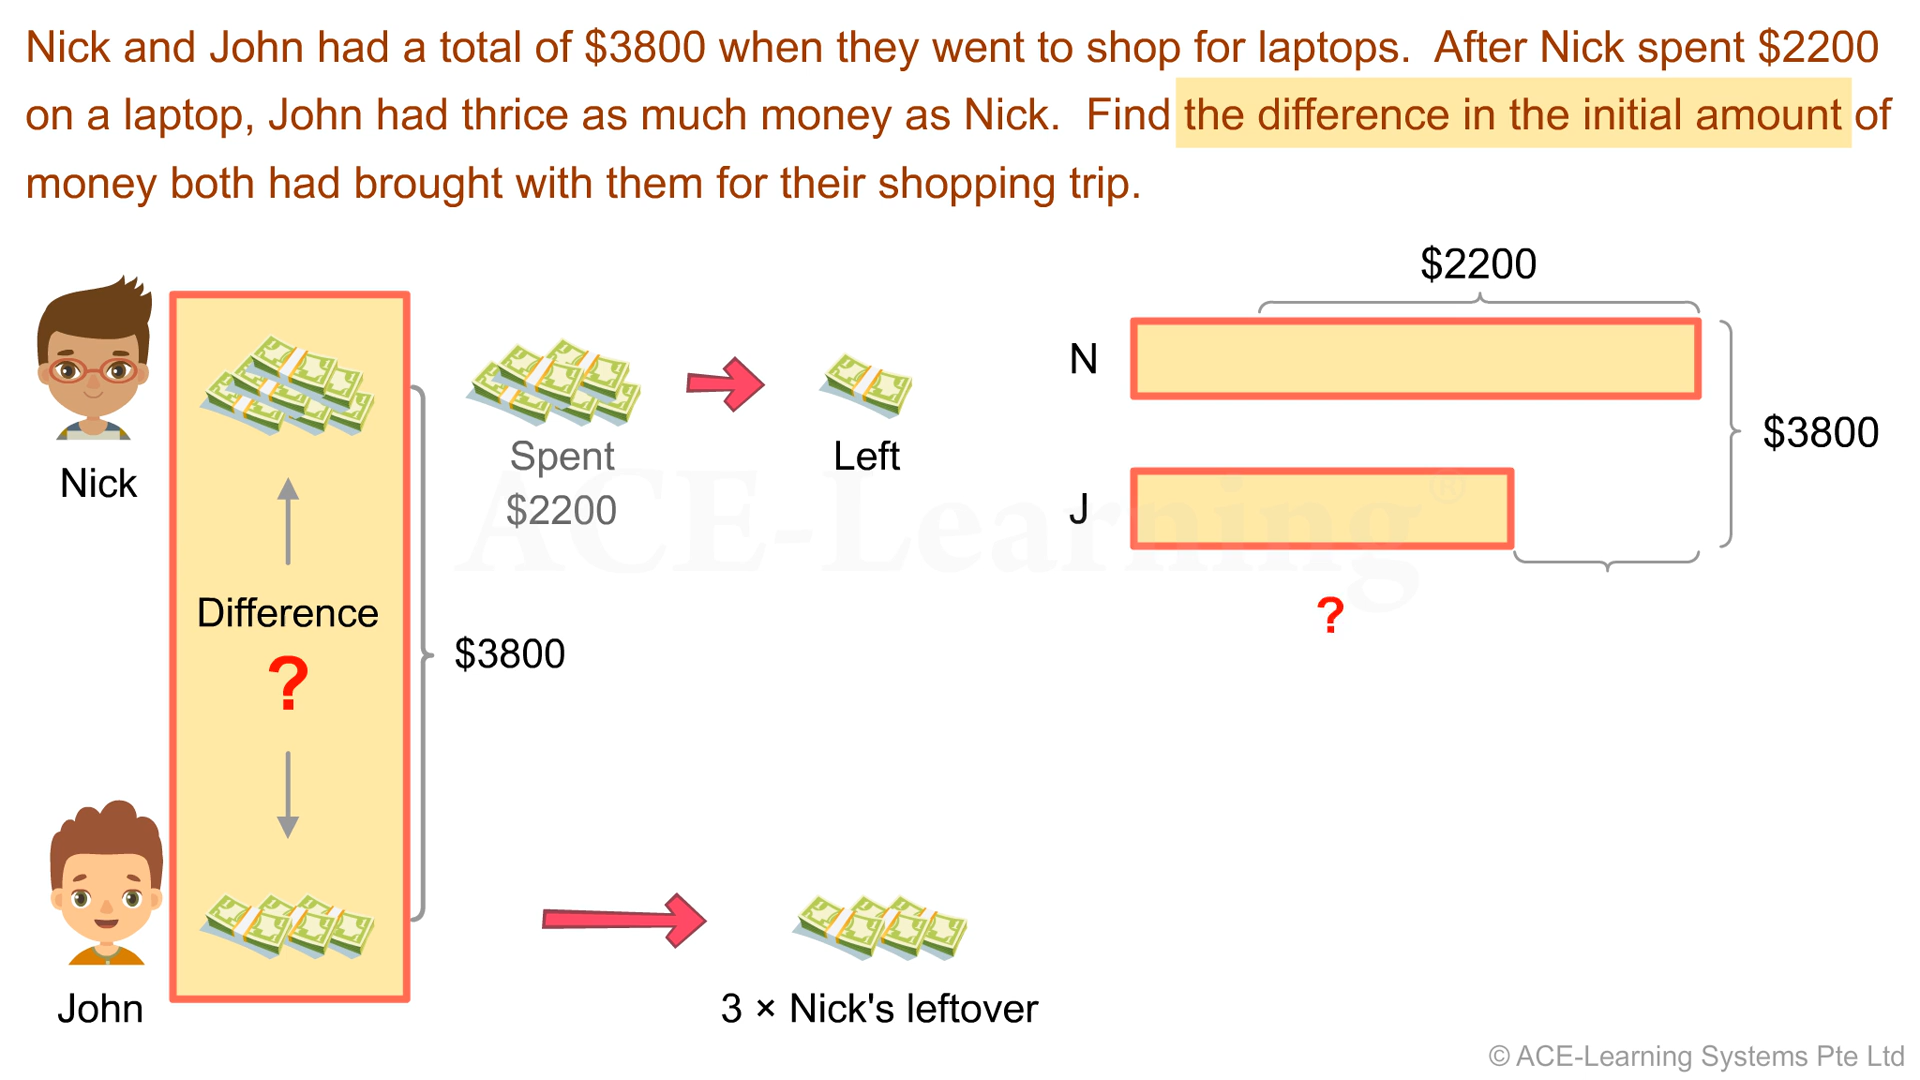 Nick and John had a total of $3800 when they went to shop for laptops. After Nick spent $2200
on a laptop, John had thrice as much money as Nick. Find the difference in the initial amount of
money both had brought with them for their shopping trip.
$2200
N
$3800
J
?
Nick
Spent
$2200
Left
Difference
?
$3800
John
3 × Nick's leftover
ACE-Learning®
© ACE-Learning Systems Pte Ltd